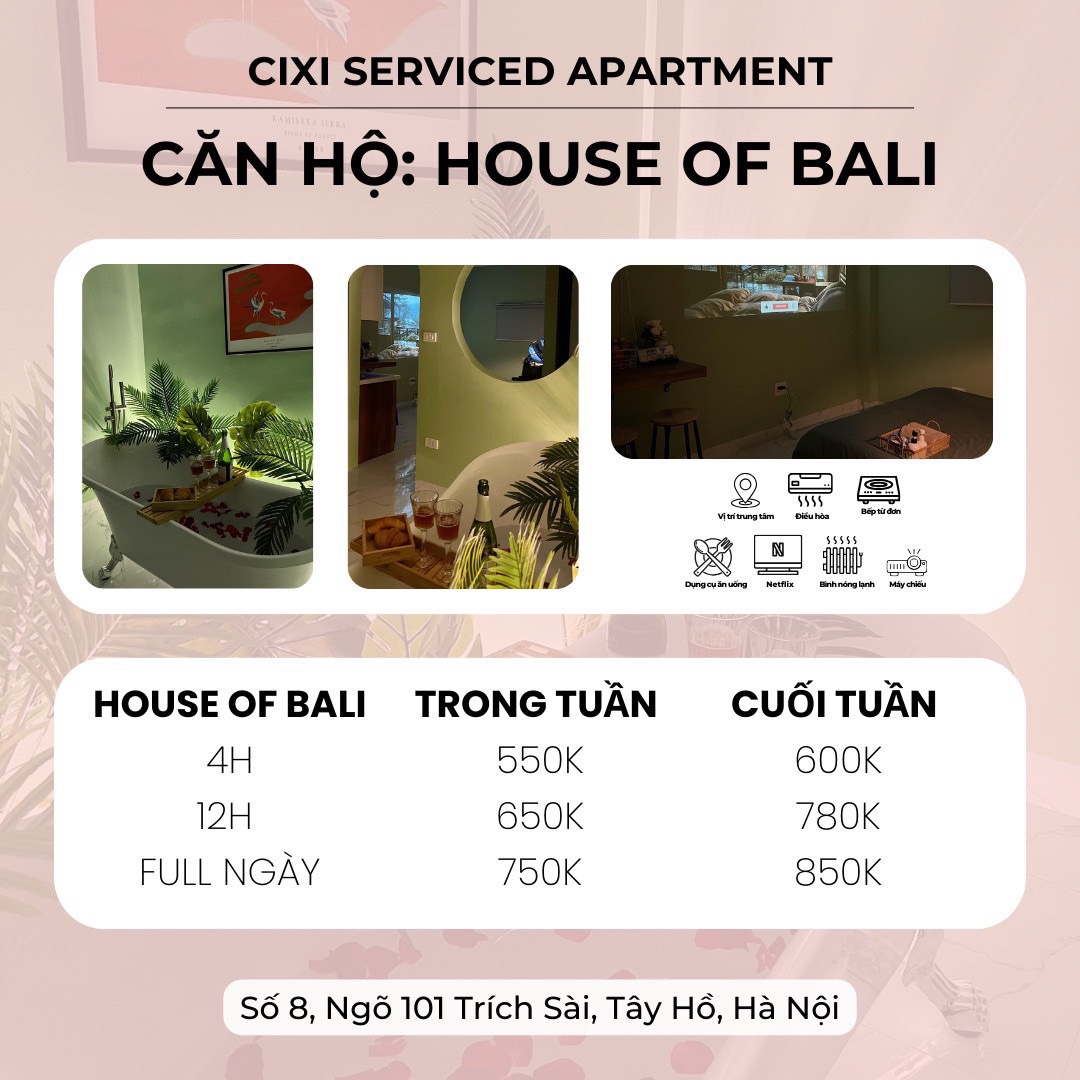 CIXI SERVICED APARTMENT
CĂN HỘ: HOUSE OF BALI
Vị trí trung tâm Điều hòa Bếp từ đơn
N
Dụng cụ ăn uống Netflix Bình nóng lạnh Máy chiếu
HOUSE OF BALI TRONG TUẦN CUỐI TUẦN
4H 550K 600K
12H 650K 780K
FULL NGÀY 750K 850K
Số 8, Ngõ 101 Trích Sài, Tây Hồ, Hà Nội